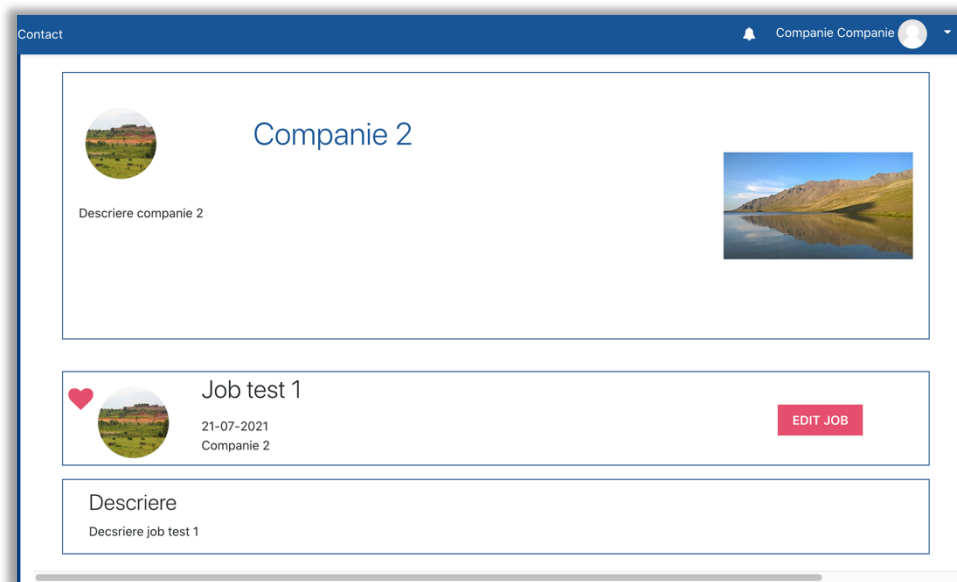 Contact
Companie Companie
Companie 2
Descriere companie 2
Job test 1
21-07-2021
Companie 2
EDIT JOB
Descriere
Decsriere job test 1